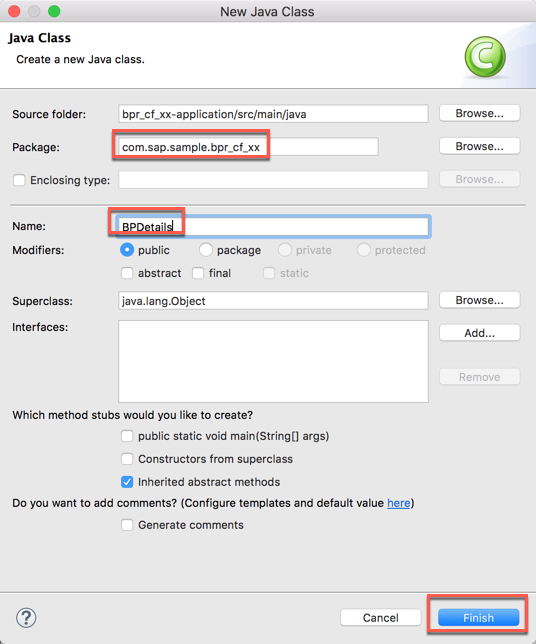 New Java Class
Java Class
Create a new Java class.
Source folder: bpr_cf_xx-application/src/main/java Browse...
Package: com.sap.sample.bpr_cf_xx Browse...
Enclosing type: Browse...
Name: BPDetails
Modifiers: public package private protected
abstract final static
Superclass: java.lang.Object Browse...
Interfaces: Add...
Remove
Which method stubs would you like to create?
public static void main(String[] args)
Constructors from superclass
Inherited abstract methods
Do you want to add comments? (Configure templates and default value here)
Generate comments
? Cancel Finish